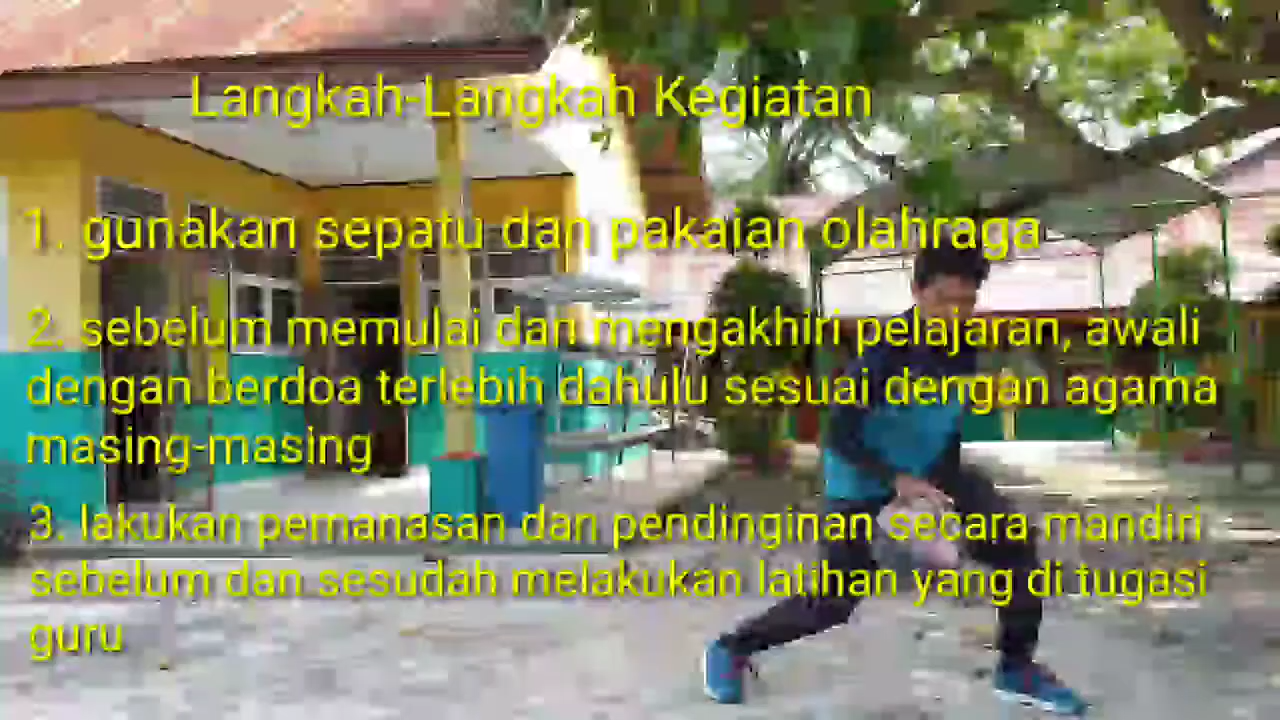 Langkah-Langkah Kegiatan
1. gunakan sepatu dan pakaian olahraga
2. sebelum memulai dan mengakhiri pelajaran, awali
dengan berdoa terlebih dahulu sesuai dengan agama
masing-masing
3. lakukan pemanasan dan pendinginan secara mandiri
sebelum dan sesudah melakukan latihan yang di tugasi
guru